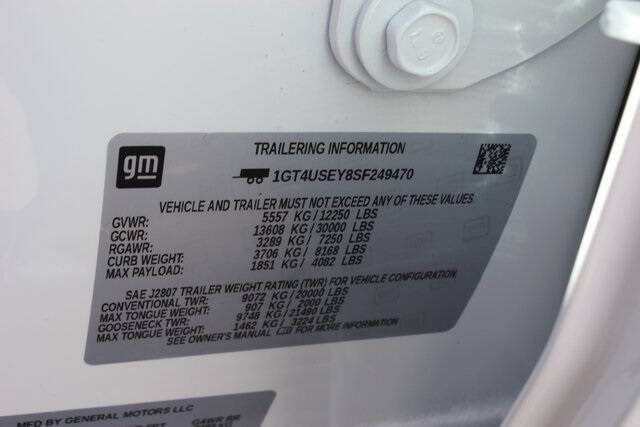 gm
TRAILERING INFORMATION
1GT4USEY8SF249470
VEHICLE AND TRAILER MUST NOT EXCEED ANY OF THESE VALUES.
GVWR: 5557 KG/12250 LBS
GCWR: 13608 KG/30000 LBS
RGAWR: 3289 KG/ 7250 LBS
CURB WEIGHT: 3706 KG/ 8168 LBS
MAX PAYLOAD: 1851 KG/ 4082 LBS
SAE J2807 TRAILER WEIGHT RATING (TWR) FOR VEHICLE CONFIGURATION.
CONVENTIONAL TWR: 9072 KG/20000 LBS
MAX TONGUE WEIGHT: 907 KG/ 2000 LBS
GOOSENECK TWR: 9748 KG/21490 LBS
MAX TONGUE WEIGHT: 1462 KG/ 3224 LBS
SEE OWNER'S MANUAL FOR MORE INFORMATION
MFD BY GENERAL MOTORS LLC
GAWR RR